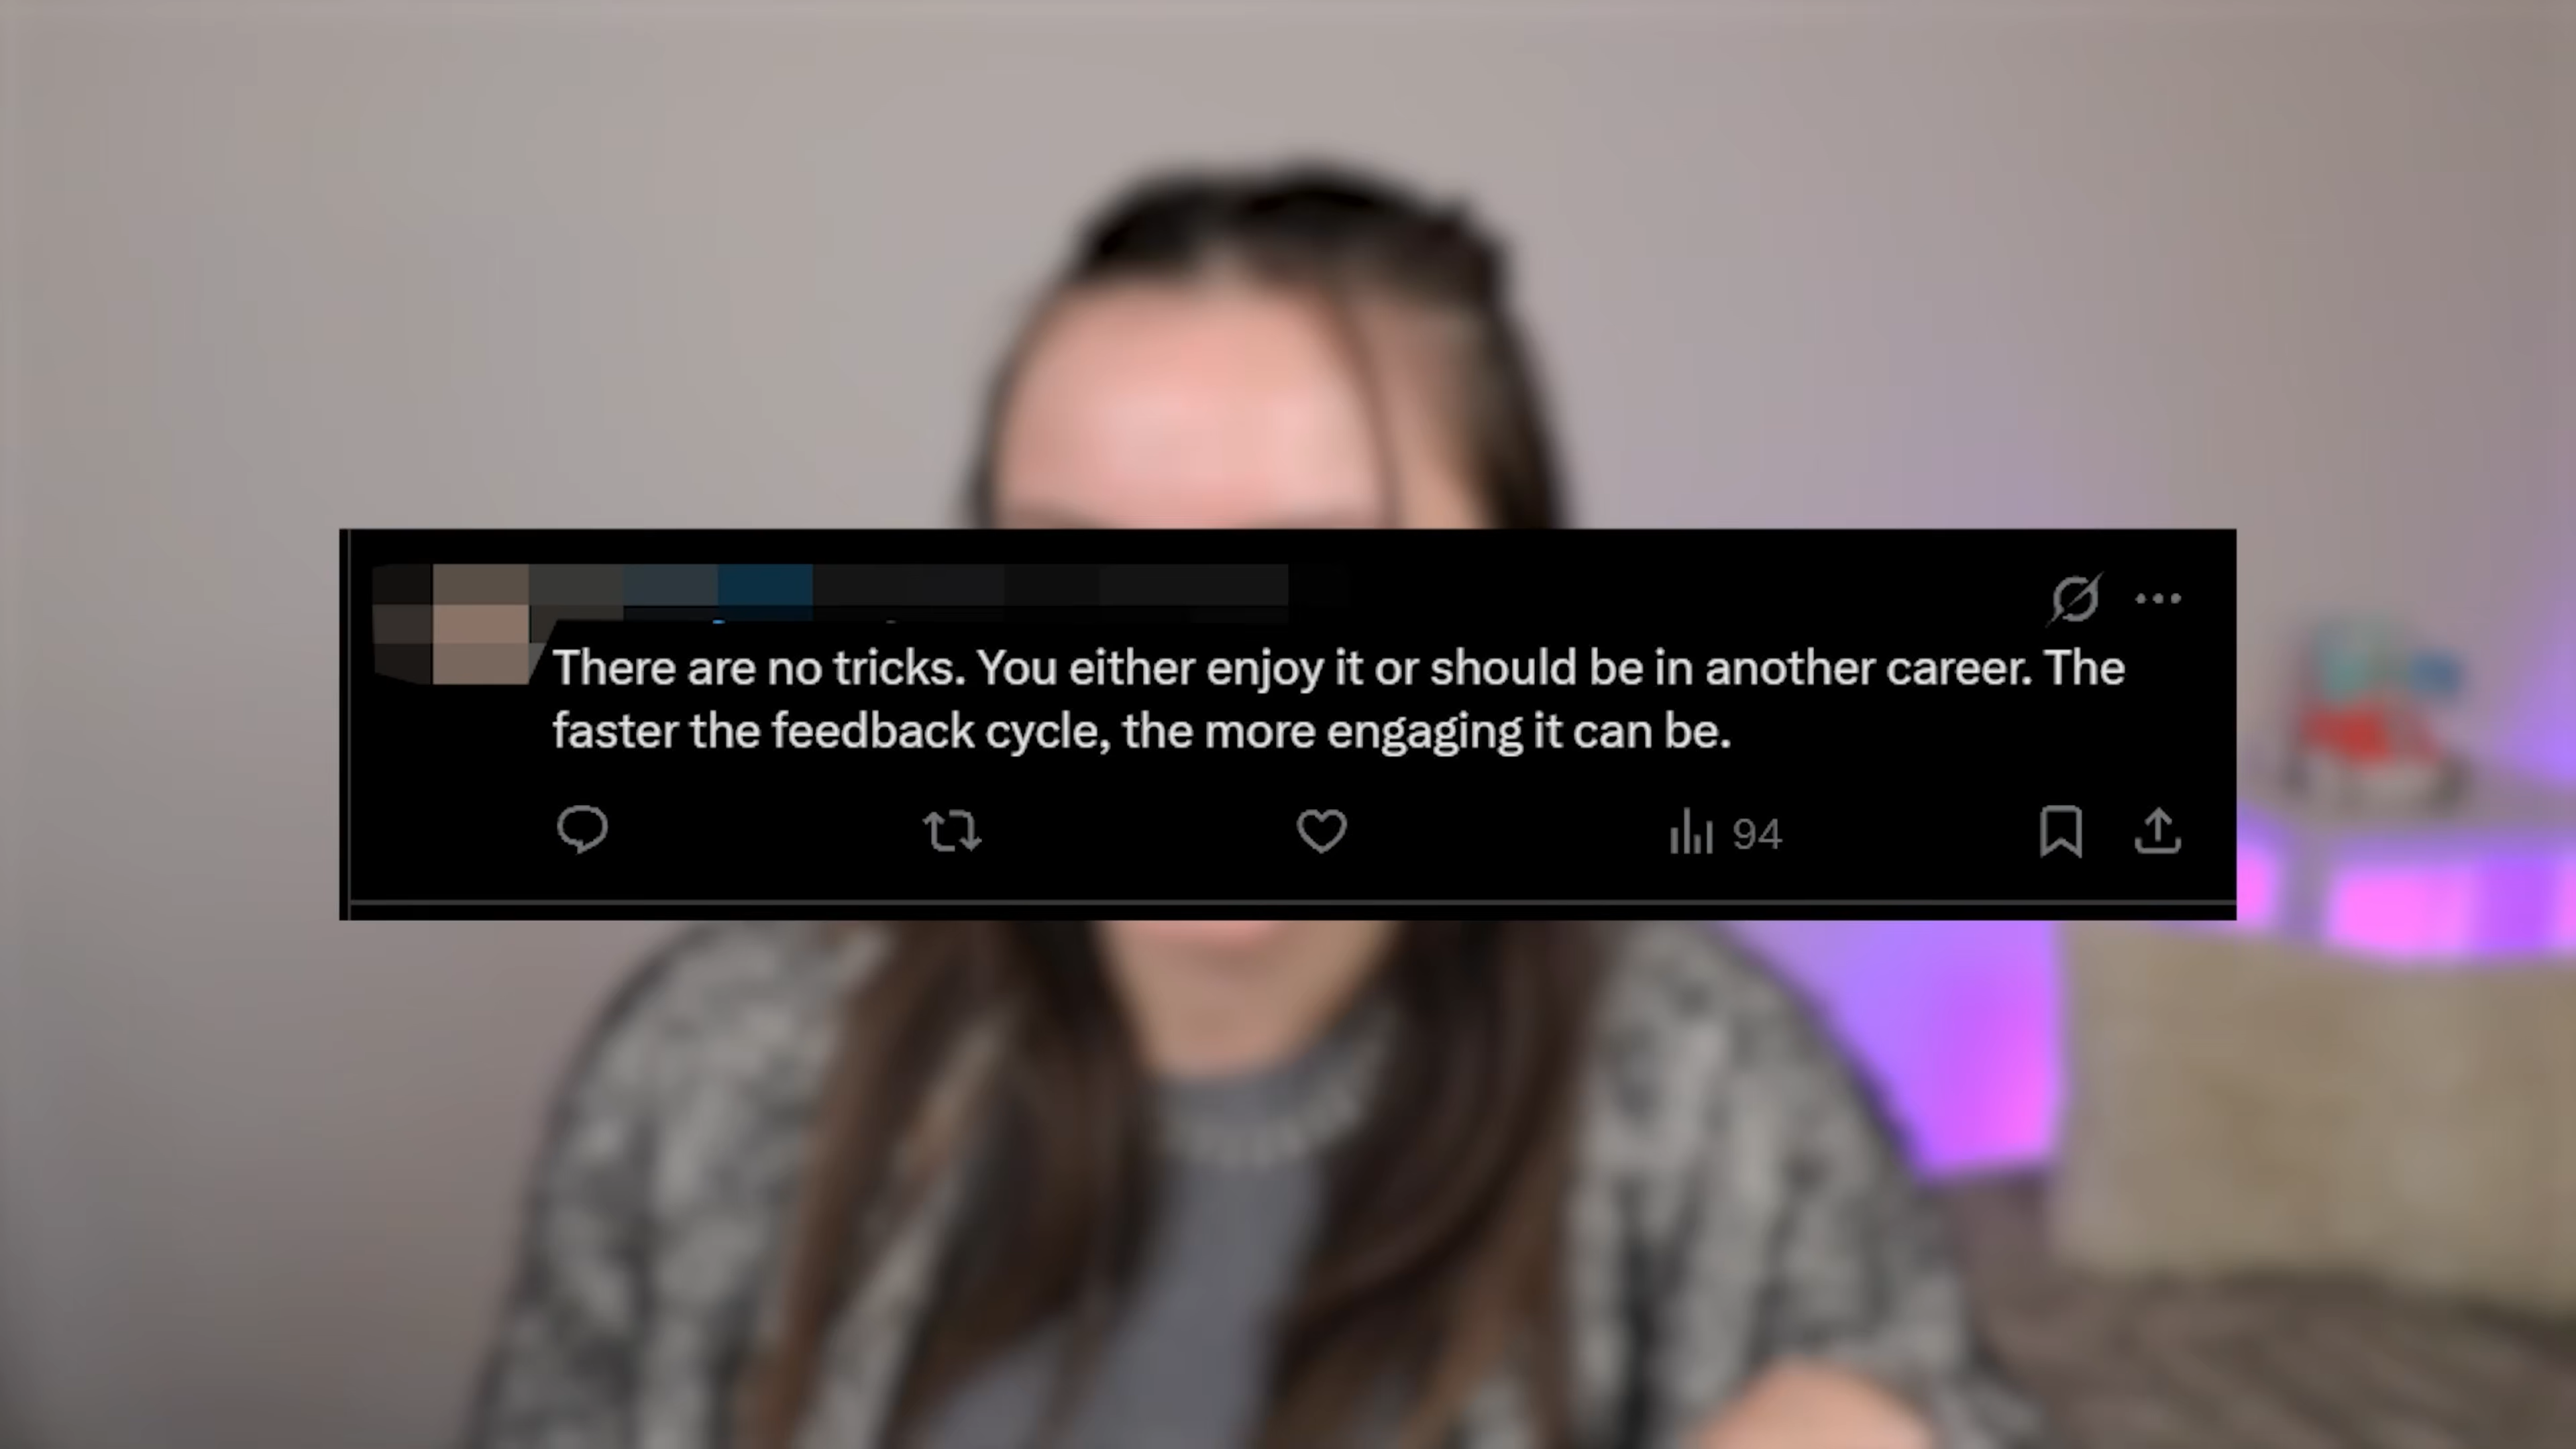 There are no tricks. You either enjoy it or should be in another career. The
faster the feedback cycle, the more engaging it can be.
94